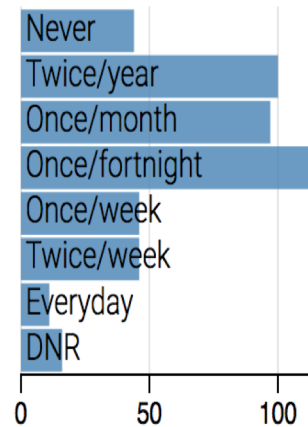 Never
Twice/year
Once/month
Once/fortnight
Once/week
Twice/week
Everyday
DNR
0 50 100